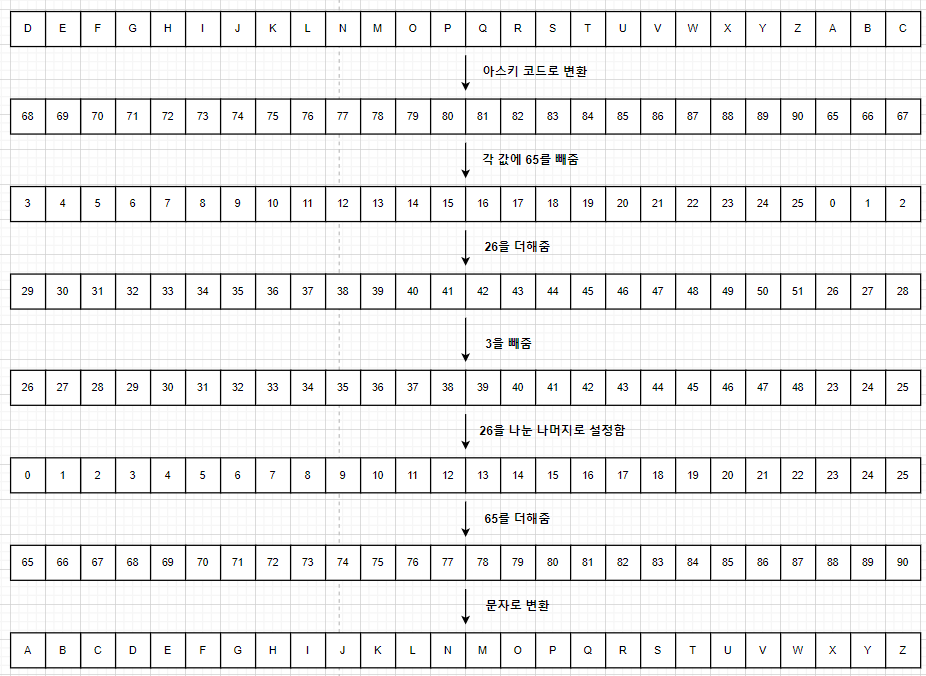 D E F G H I J K L N M O P Q R S T U V W X Y Z A B C
아스키 코드로 변환
68 69 70 71 72 73 74 75 76 77 78 79 80 81 82 83 84 85 86 87 88 89 90 65 66 67
각 값에 65를 빼줌
3 4 5 6 7 8 9 10 11 12 13 14 15 16 17 18 19 20 21 22 23 24 25 0 1 2
26을 더해줌
29 30 31 32 33 34 35 36 37 38 39 40 41 42 43 44 45 46 47 48 49 50 51 26 27 28
3을 빼줌
26 27 28 29 30 31 32 33 34 35 36 37 38 39 40 41 42 43 44 45 46 47 48 23 24 25
26을 나눈 나머지로 설정함
0 1 2 3 4 5 6 7 8 9 10 11 12 13 14 15 16 17 18 19 20 21 22 23 24 25
65를 더해줌
65 66 67 68 69 70 71 72 73 74 75 76 77 78 79 80 81 82 83 84 85 86 87 88 89 90
문자로 변환
A B C D E F G H I J K L N M O P Q R S T U V W X Y Z